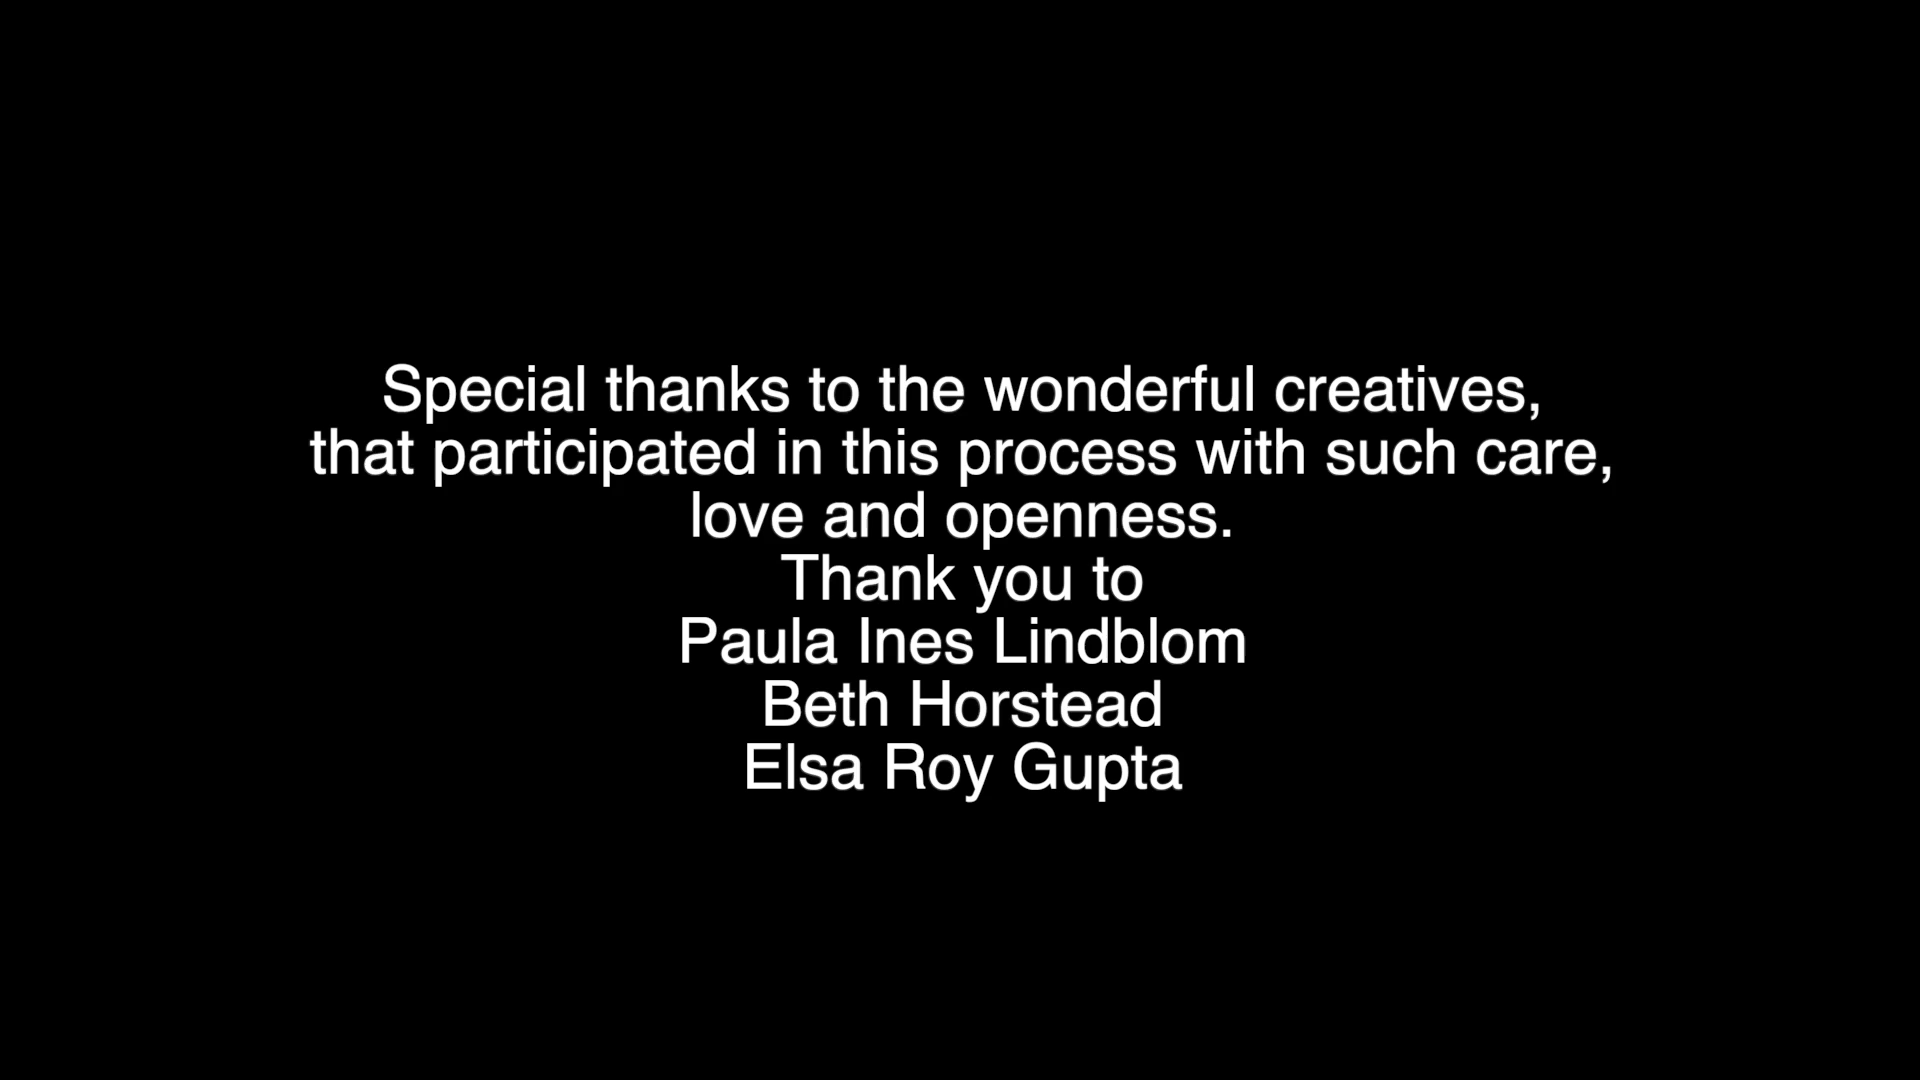 Special thanks to the wonderful creatives,
that participated in this process with such care,
love and openness.
Thank you to
Paula Ines Lindblom
Beth Horstead
Elsa Roy Gupta